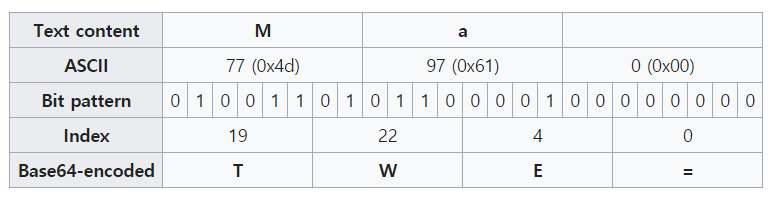 Text content M a
ASCII 77 (0x4d) 97 (0x61) 0 (0x00)
Bit pattern 0 1 0 0 1 1 0 1 0 1 1 0 0 0 0 1 0 0 0 0 0 0 0 0
Index 19 22 4 0
Base64-encoded T W E =